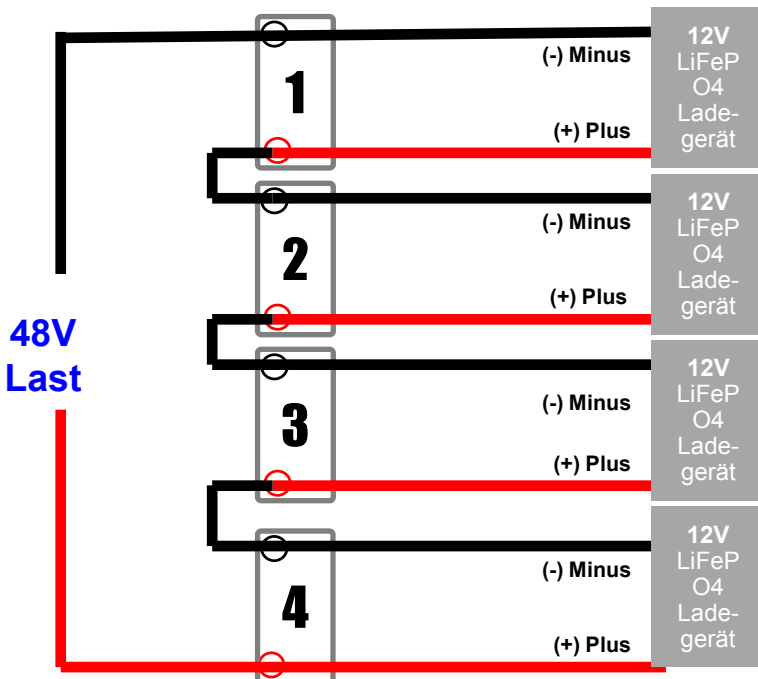 (-) Minus
1
(+) Plus
12V
LiFeP
O4
Lade-
gerät
(-) Minus
2
(+) Plus
12V
LiFeP
O4
Lade-
gerät
48V
Last
(-) Minus
3
(+) Plus
12V
LiFeP
O4
Lade-
gerät
(-) Minus
4
(+) Plus
12V
LiFeP
O4
Lade-
gerät